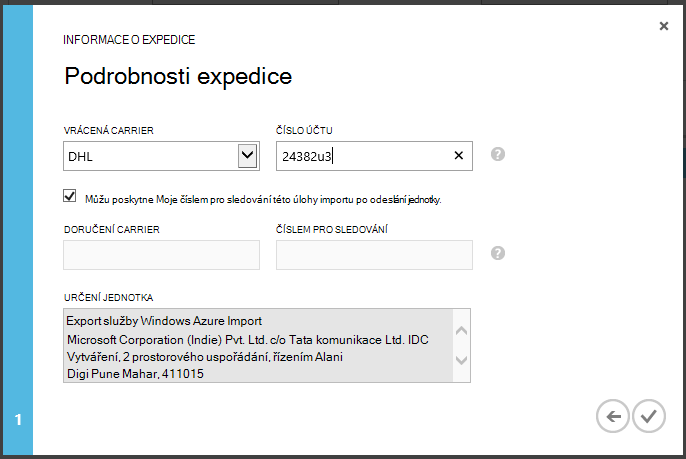 INFORMACE O EXPEDICE
Podrobnosti expedice
VRÁCENÁ CARRIER
ČÍSLO ÚČTU
DHL
24382u3
Můžu poskytne Moje číslem pro sledování této úlohy importu po odeslání jednotky.
DORUČENÍ CARRIER
ČÍSLEM PRO SLEDOVÁNÍ
URČENÍ JEDNOTKA
Export služby Windows Azure Import
Microsoft Corporation (Indie) Pvt. Ltd. c/o Tata komunikace Ltd. IDC
Vytváření, 2 prostorového uspořádání, řízením Alani
Digi Pune Mahar, 411015
1